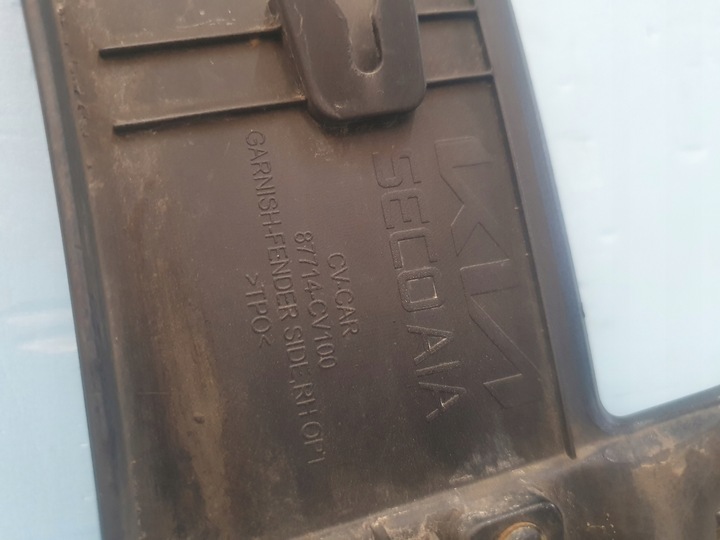 KIA
SECO AIA
CV-CAR
87714-CV100
GARNISH-FENDER SIDE,RH OPT
>TPO<